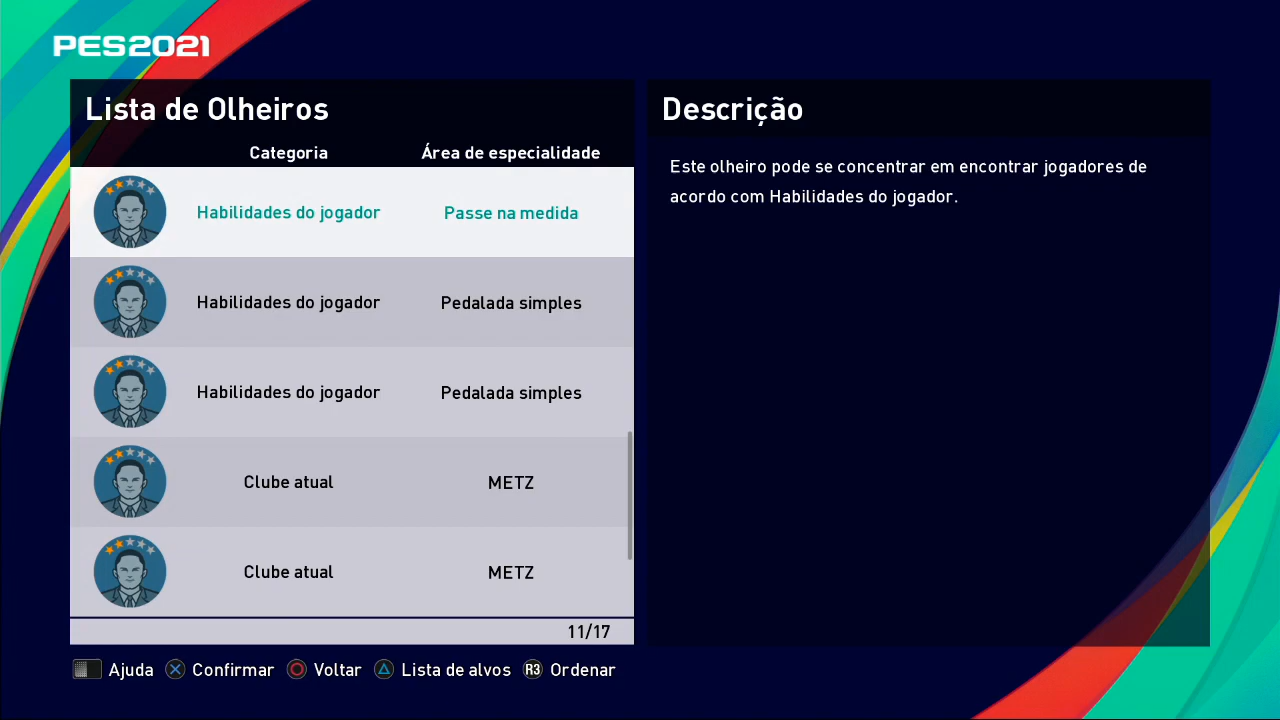 PES2021
Lista de Olheiros
Categoria Área de especialidade
Habilidades do jogador Passe na medida
Habilidades do jogador Pedalada simples
Habilidades do jogador Pedalada simples
Clube atual METZ
Clube atual METZ
11/17
Descrição
Este olheiro pode se concentrar em encontrar jogadores de
acordo com Habilidades do jogador.
Ajuda Confirmar Voltar Lista de alvos R3 Ordenar